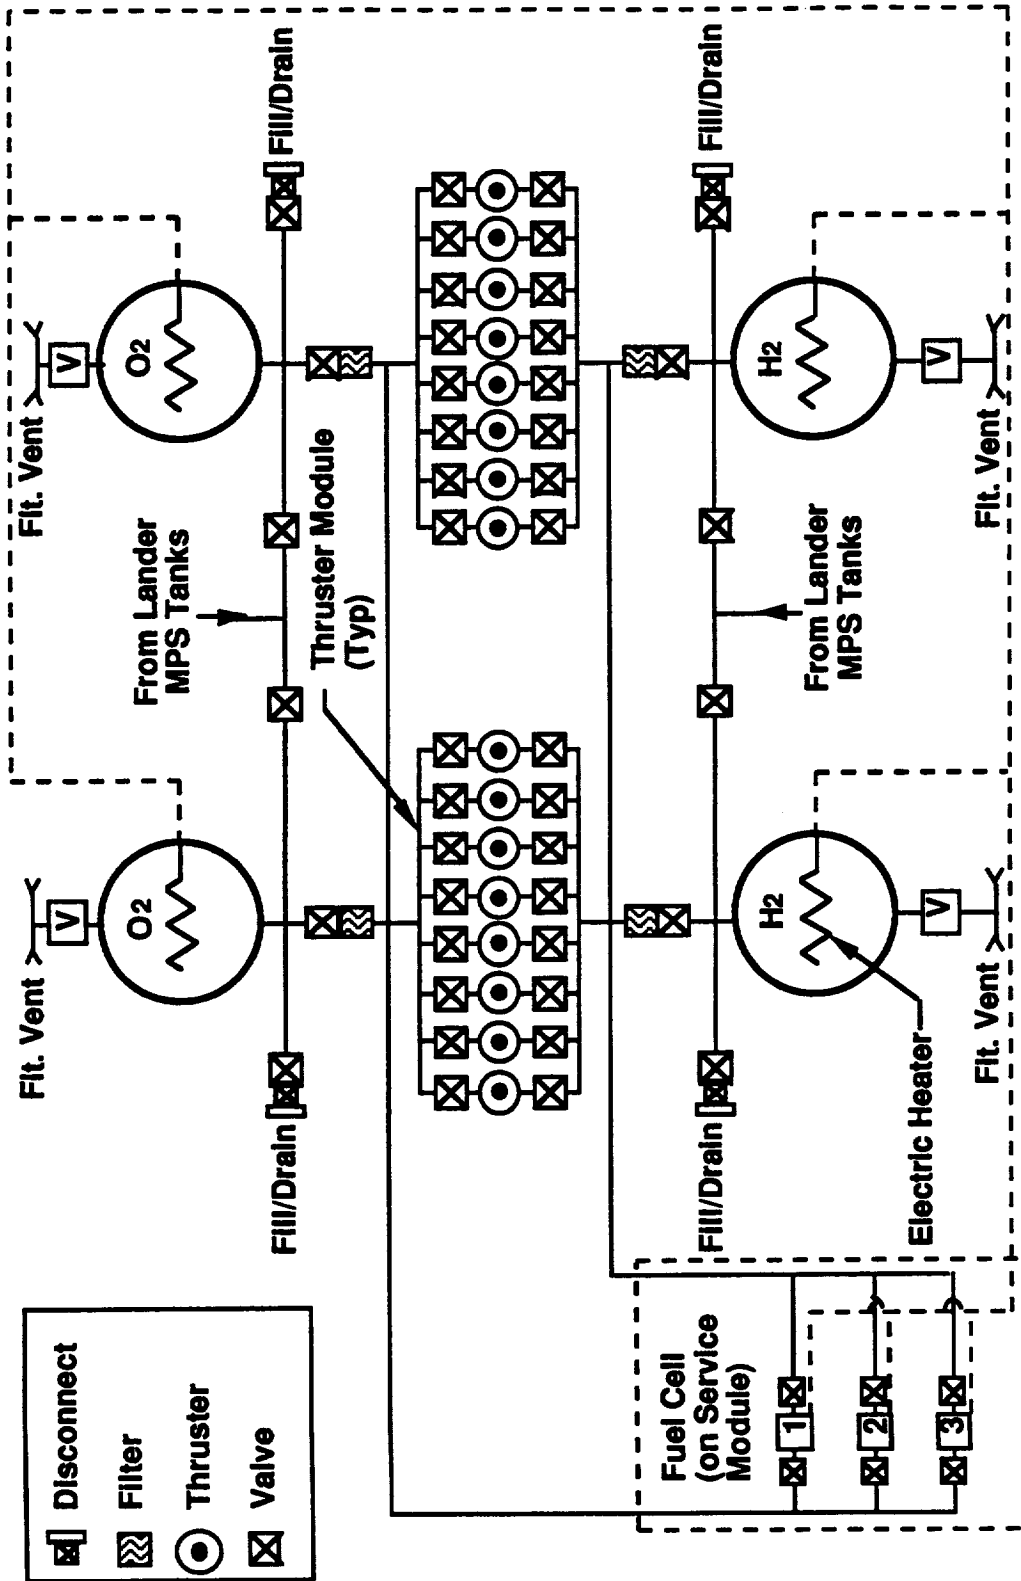 Disconnect
Filter
Thruster
Valve
Flt. Vent
V
O2
Fill/Drain
From Lander
MPS Tanks
Flt. Vent
V
O2
Fill/Drain
Thruster Module
(Typ)
Fill/Drain
H2
V
Flt. Vent
Electric Heater
From Lander
MPS Tanks
Fill/Drain
H2
V
Flt. Vent
Fuel Cell
(on Service
Module)
1
2
3